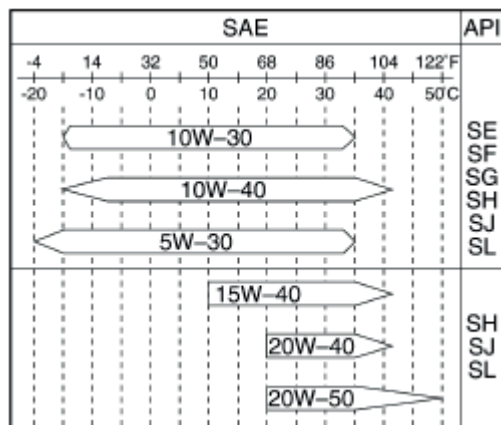 SAE API
-4 14 32 50 68 86 104 122°F
-20 -10 0 10 20 30 40 50°C
10W–30
10W–40
5W–30
SE
SF
SG
SH
SJ
SL
15W–40
20W–40
20W–50
SH
SJ
SL